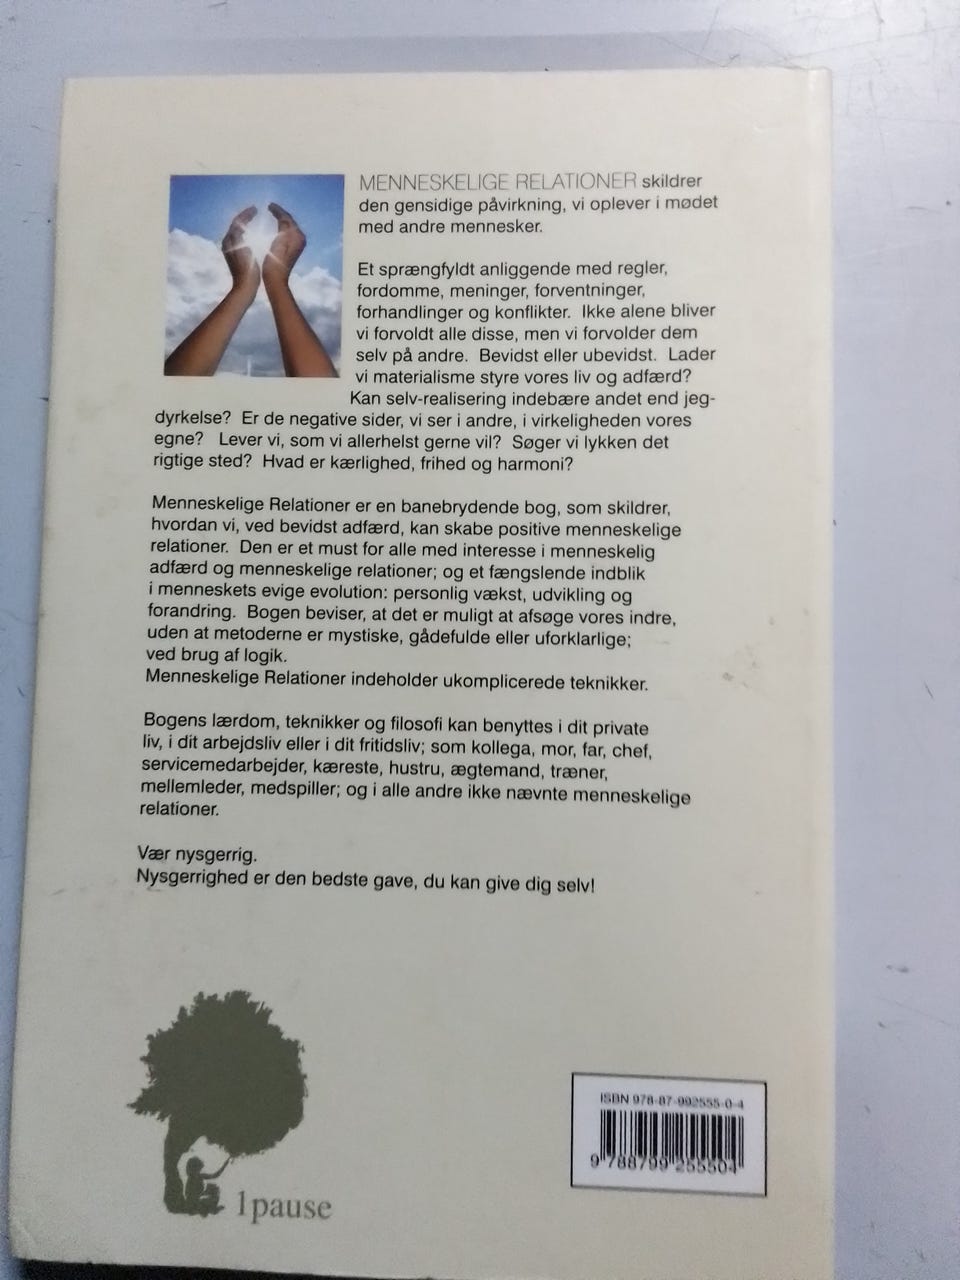 MENNESKELIGE RELATIONER skildrer
den gensidige påvirkning, vi oplever i mødet
med andre mennesker.
Et sprængfyldt anliggende med regler,
fordomme, meninger, forventninger,
forhandlinger og konflikter. Ikke alene bliver
vi forvoldt alle disse, men vi forvolder dem
selv på andre. Bevidst eller ubevidst. Lader
vi materialisme styre vores liv og adfærd?
Kan selv-realisering indebære andet end jeg-
dyrkelse? Er de negative sider, vi ser i andre, i virkeligheden vores
egne? Lever vi, som vi allerhelst gerne vil? Søger vi lykken det
rigtige sted? Hvad er kærlighed, frihed og harmoni?
Menneskelige Relationer er en banebrydende bog, som skildrer,
hvordan vi, ved bevidst adfærd, kan skabe positive menneskelige
relationer. Den er et must for alle med interesse i menneskelig
adfærd og menneskelige relationer; og et fængslende indblik
i menneskets evige evolution: personlig vækst, udvikling og
forandring. Bogen beviser, at det er muligt at afsøge vores indre,
uden at metoderne er mystiske, gådefulde eller uforklarlige;
ved brug af logik.
Menneskelige Relationer indeholder ukomplicerede teknikker.
Bogens lærdom, teknikker og filosofi kan benyttes i dit private
liv, i dit arbejdsliv eller i dit fritidsliv; som kollega, mor, far, chef,
servicemedarbejder, kæreste, hustru, ægtemand, træner,
mellemleder, medspiller; og i alle andre ikke nævnte menneskelige
relationer.
Vær nysgerrig.
Nysgerrighed er den bedste gave, du kan give dig selv!
1pause
ISBN 978-87-992555-0-4
9 788799 255504